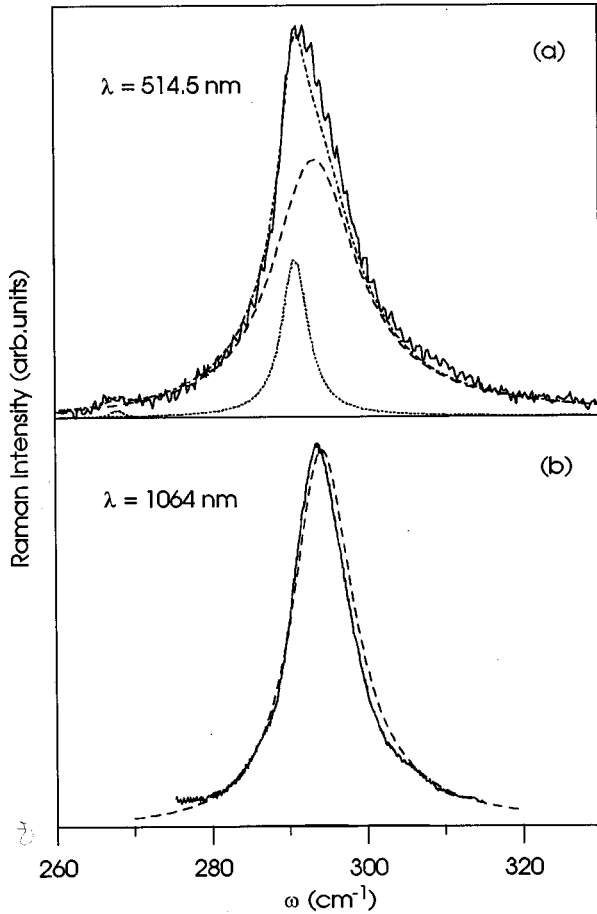 (a)
λ = 514.5 nm
Raman Intensity (arb.units)
(b)
λ = 1064 nm
260 280 300 320
ω (cm⁻¹)